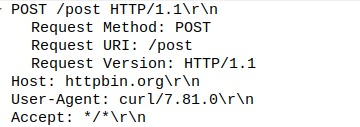 POST /post HTTP/1.1\r\n
Request Method: POST
Request URI: /post
Request Version: HTTP/1.1
Host: httpbin.org\r\n
User-Agent: curl/7.81.0\r\n
Accept: */*\r\n